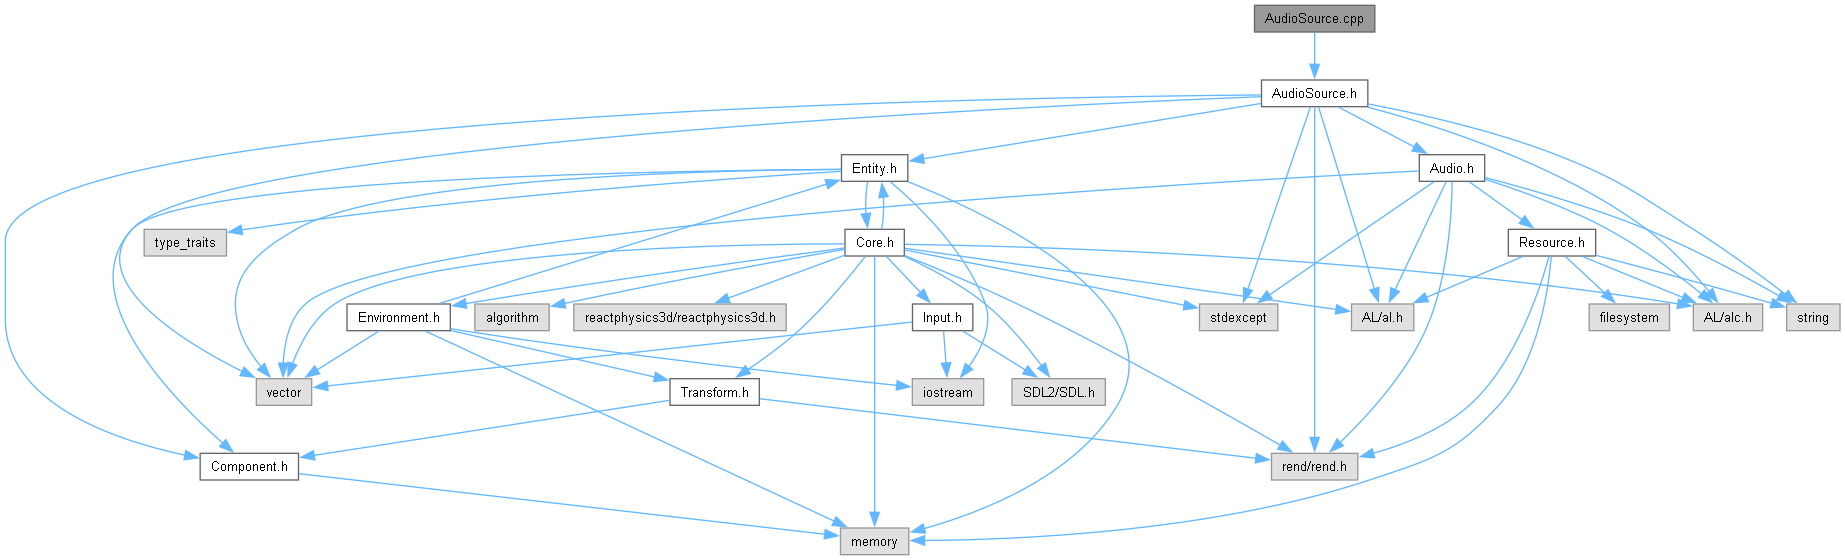 AudioSource.cpp
AudioSource.h
Entity.h
Audio.h
type_traits
Core.h
Resource.h
Environment.h
algorithm
reactphysics3d/reactphysics3d.h
Input.h
stdexcept
AL/al.h
filesystem
AL/alc.h
string
vector
Transform.h
iostream
SDL2/SDL.h
Component.h
rend/rend.h
memory